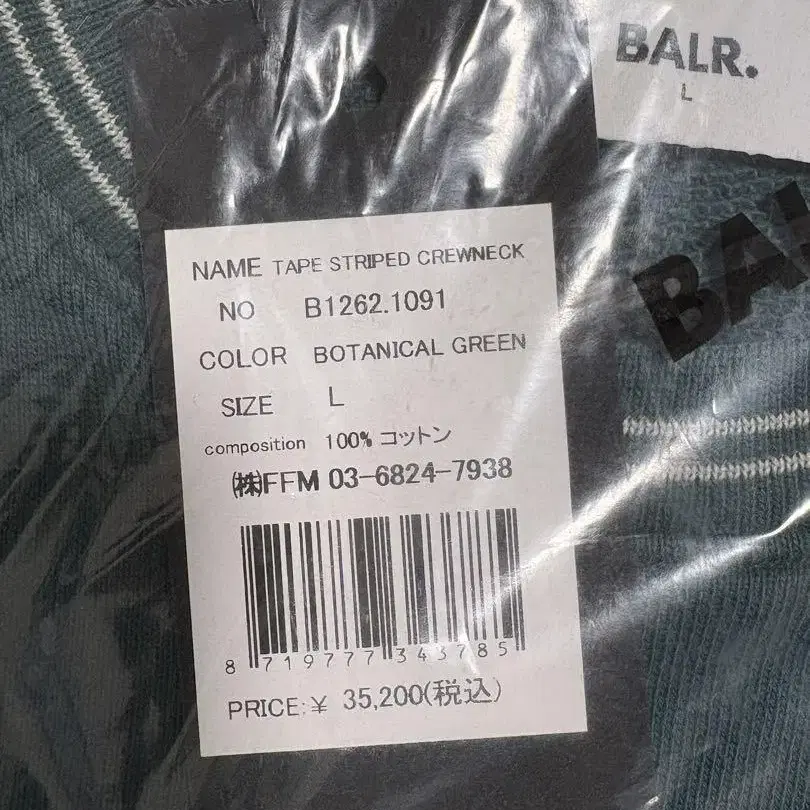 BALR.
L
BAL
NAME TAPE STRIPED CREWNECK
NO B1262.1091
COLOR BOTANICAL GREEN
SIZE L
composition 100% コットン
㈱FFM 03-6824-7938
8 719777 343785
PRICE:¥ 35,200(税込)